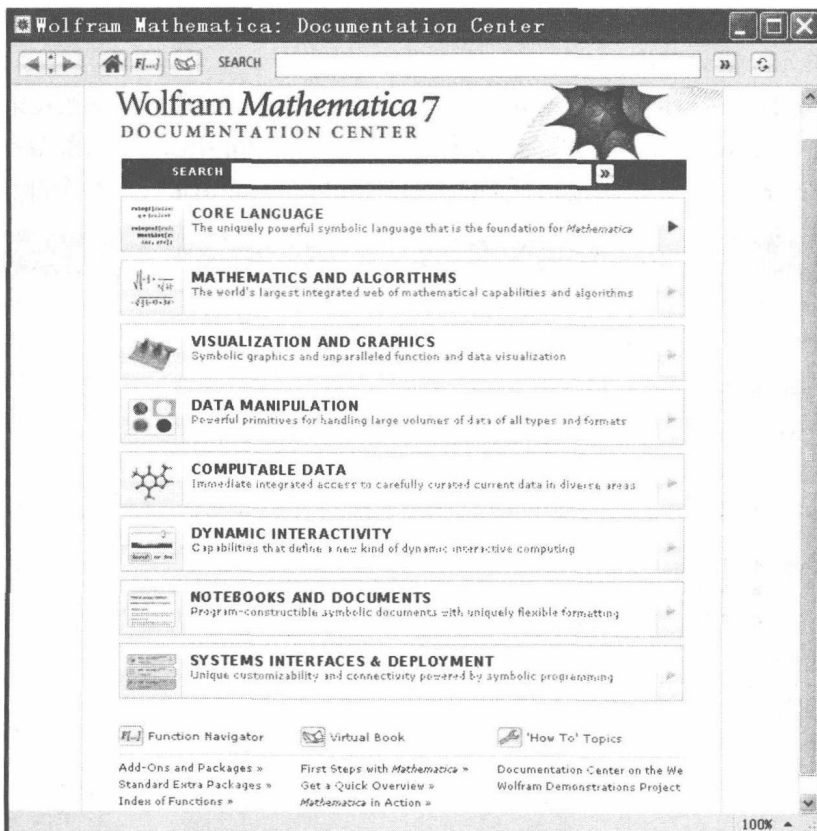 Wolfram Mathematica: Documentation Center
F[...] SEARCH »
Wolfram Mathematica 7
DOCUMENTATION CENTER
SEARCH »
CORE LANGUAGE
The uniquely powerful symbolic language that is the foundation for Mathematica
MATHEMATICS AND ALGORITHMS
The world's largest integrated web of mathematical capabilities and algorithms
VISUALIZATION AND GRAPHICS
Symbolic graphics and unparalleled function and data visualization
DATA MANIPULATION
Powerful primitives for handling large volumes of data of all types and formats
COMPUTABLE DATA
Immediate integrated access to carefully curated current data in diverse areas
DYNAMIC INTERACTIVITY
Capabilities that define a new kind of dynamic interactive computing
NOTEBOOKS AND DOCUMENTS
Program-constructible symbolic documents with uniquely flexible formatting
SYSTEMS INTERFACES & DEPLOYMENT
Unique customizability and connectivity powered by symbolic programming
F[...] Function Navigator Virtual Book 'How To' Topics
Add-Ons and Packages » First Steps with Mathematica » Documentation Center on the We
Standard Extra Packages » Get a Quick Overview » Wolfram Demonstrations Project
Index of Functions » Mathematica in Action »
100%